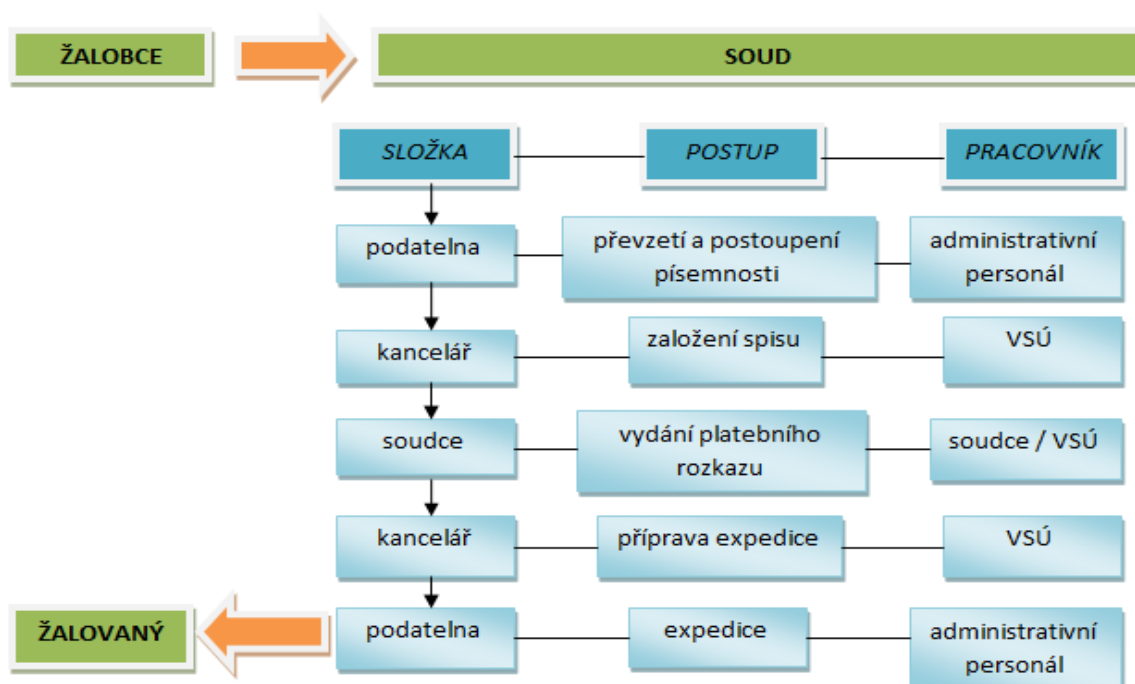 ŽALOBCE
SOUD
SLOŽKA
POSTUP
PRACOVNÍK
podatelna
převzetí a postoupení
písemnosti
administrativní
personál
kancelář
založení spisu
VSÚ
soudce
vydání platebního
rozkazu
soudce / VSÚ
kancelář
příprava expedice
VSÚ
ŽALOVANÝ
podatelna
expedice
administrativní
personál